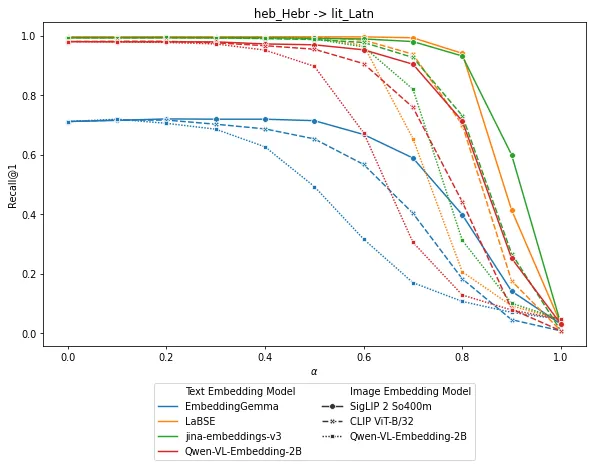 heb_Hebr -> lit_Latn
Recall@1
1.0
0.8
0.6
0.4
0.2
0.0
0.0 0.2 0.4 0.6 0.8 1.0
α
Text Embedding Model
EmbeddingGemma
LaBSE
jina-embeddings-v3
Qwen-VL-Embedding-2B
Image Embedding Model
SigLIP 2 So400m
CLIP ViT-B/32
Qwen-VL-Embedding-2B